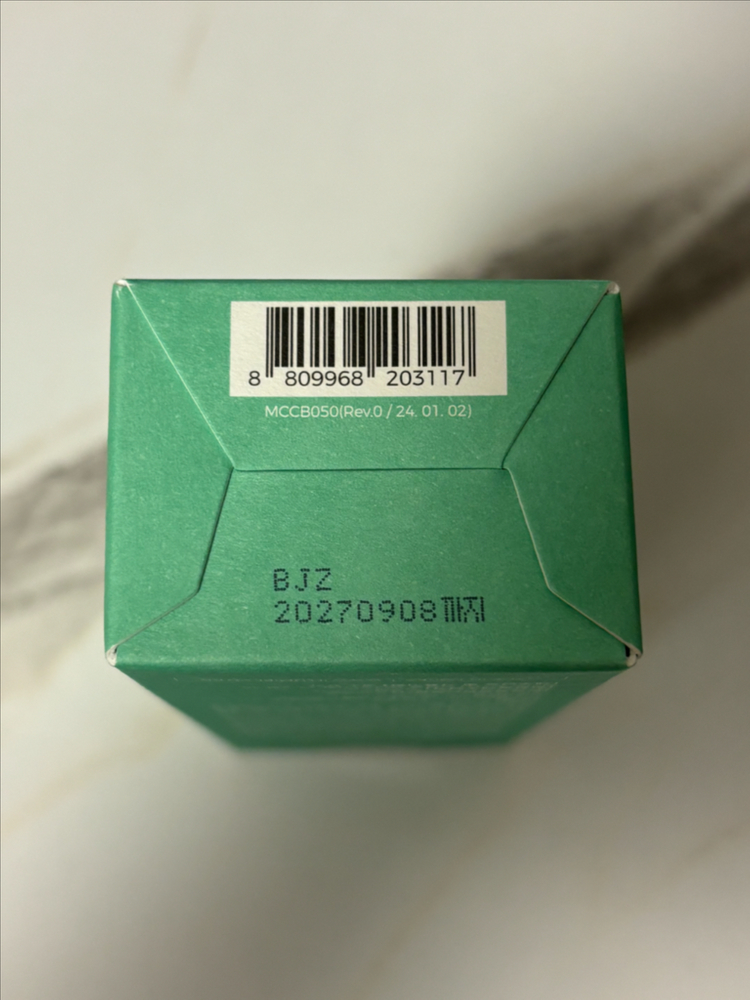 8 809968 203117
MCCB050(Rev.0 / 24. 01. 02)
BJZ
20270908까지